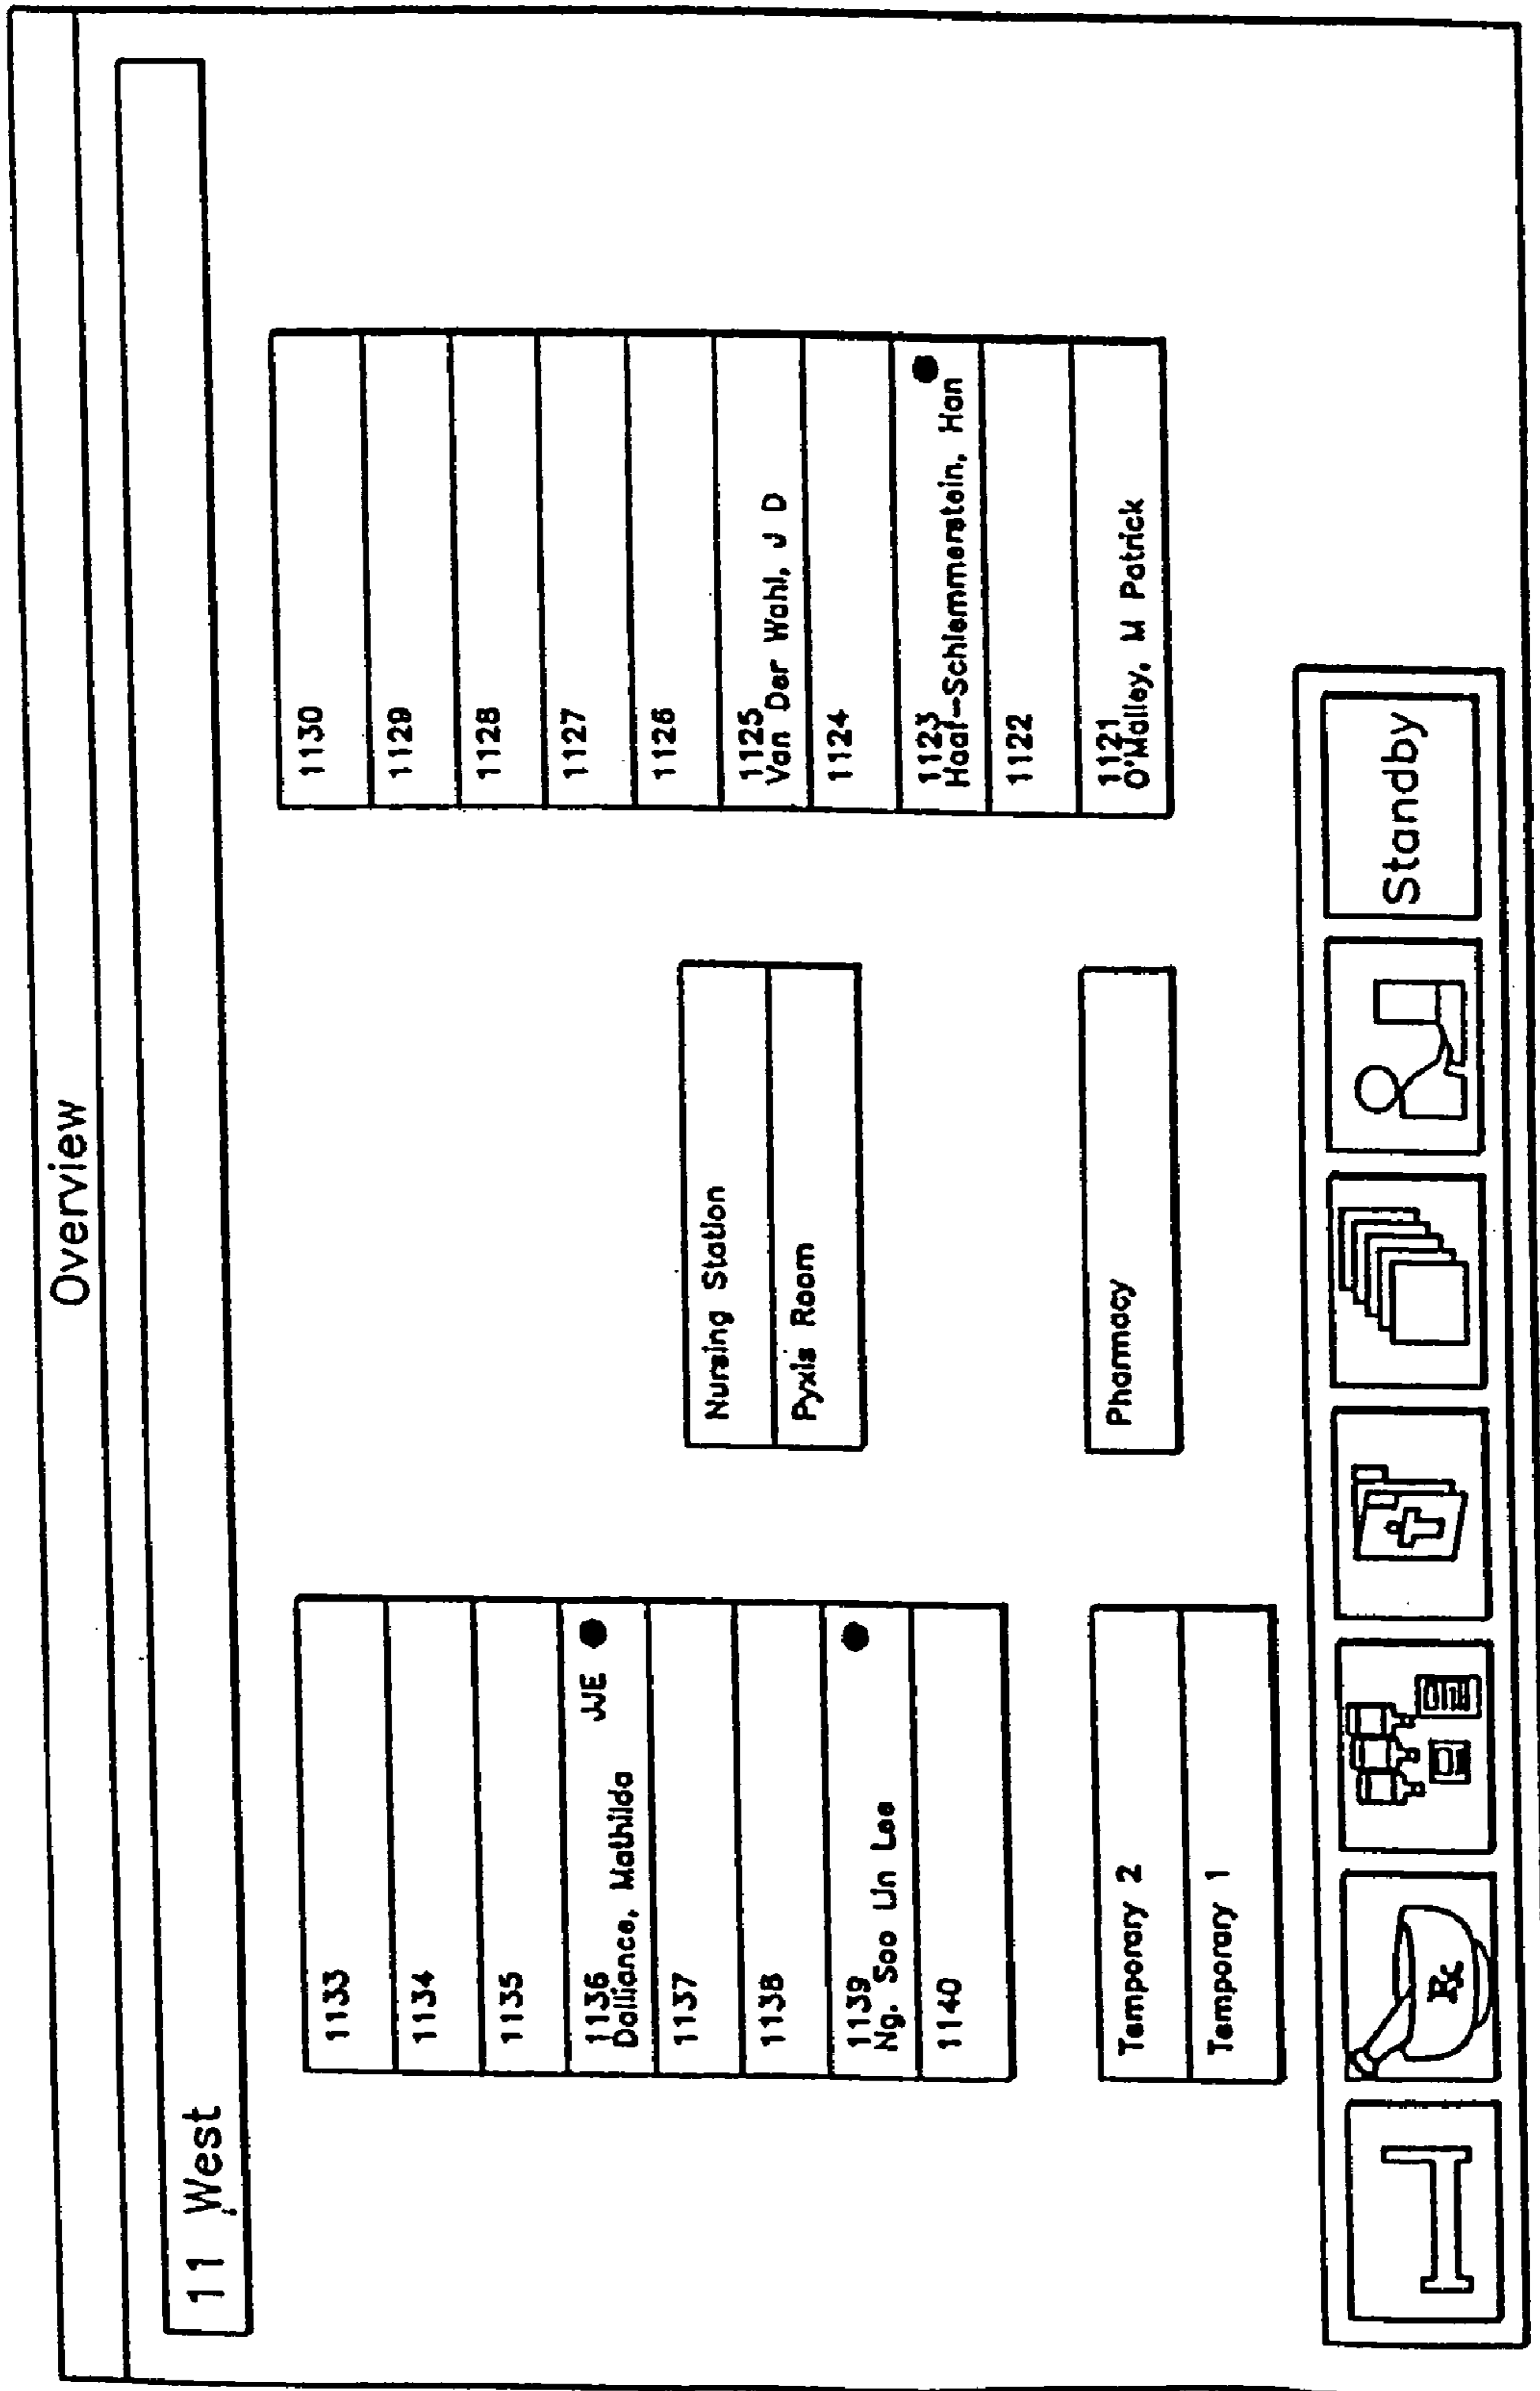 Overview
11 West
1133
1134
1135
1136 JJE
Dalliance, Mathilda
1137
1138
1139
Ng, Soo Un Lee
1140
Temporary 2
Temporary 1
Nursing Station
Pyxis Room
Pharmacy
1130
1129
1128
1127
1126
1125
Van Der Wahl, J D
1124
1123
Haaf-Schlemmerstein, Han
1122
1121
O'Malley, M Patrick
Rx
Standby